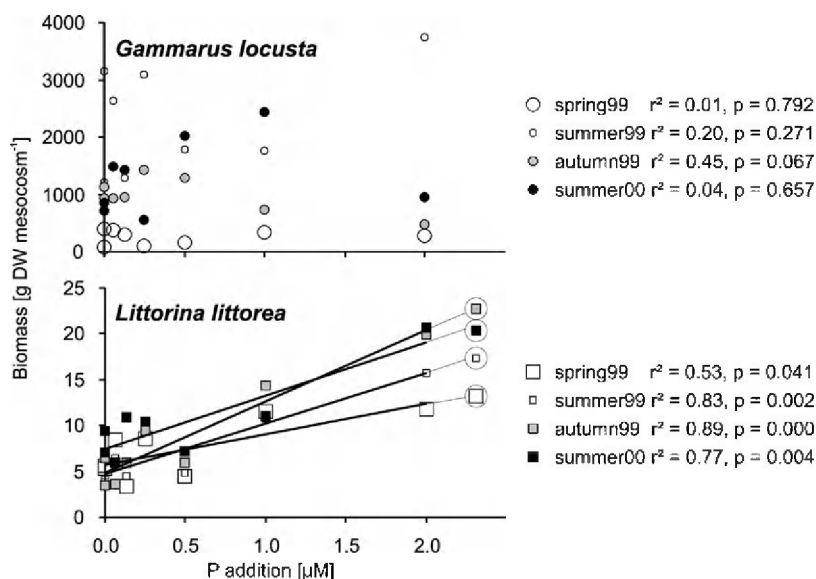 4000
Gammarus locusta
3000
2000
1000
0
spring99 r² = 0.01, p = 0.792
summer99 r² = 0.20, p = 0.271
autumn99 r² = 0.45, p = 0.067
summer00 r² = 0.04, p = 0.657
Biomass [g DW mesocosm⁻¹]
25
Littorina littorea
20
15
10
5
0
spring99 r² = 0.53, p = 0.041
summer99 r² = 0.83, p = 0.002
autumn99 r² = 0.89, p = 0.000
summer00 r² = 0.77, p = 0.004
0.0 0.5 1.0 1.5 2.0
P addition [µM]